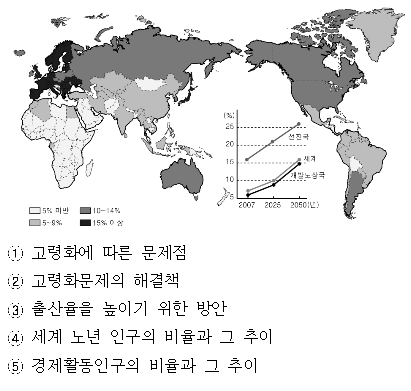 (%)
25
20
15
10
5
선진국
세계
개발도상국
2007 2025 2050(년)
5% 미만 10~14%
5~9% 15% 이상
① 고령화에 따른 문제점
② 고령화문제의 해결책
③ 출산율을 높이기 위한 방안
④ 세계 노년 인구의 비율과 그 추이
⑤ 경제활동인구의 비율과 그 추이